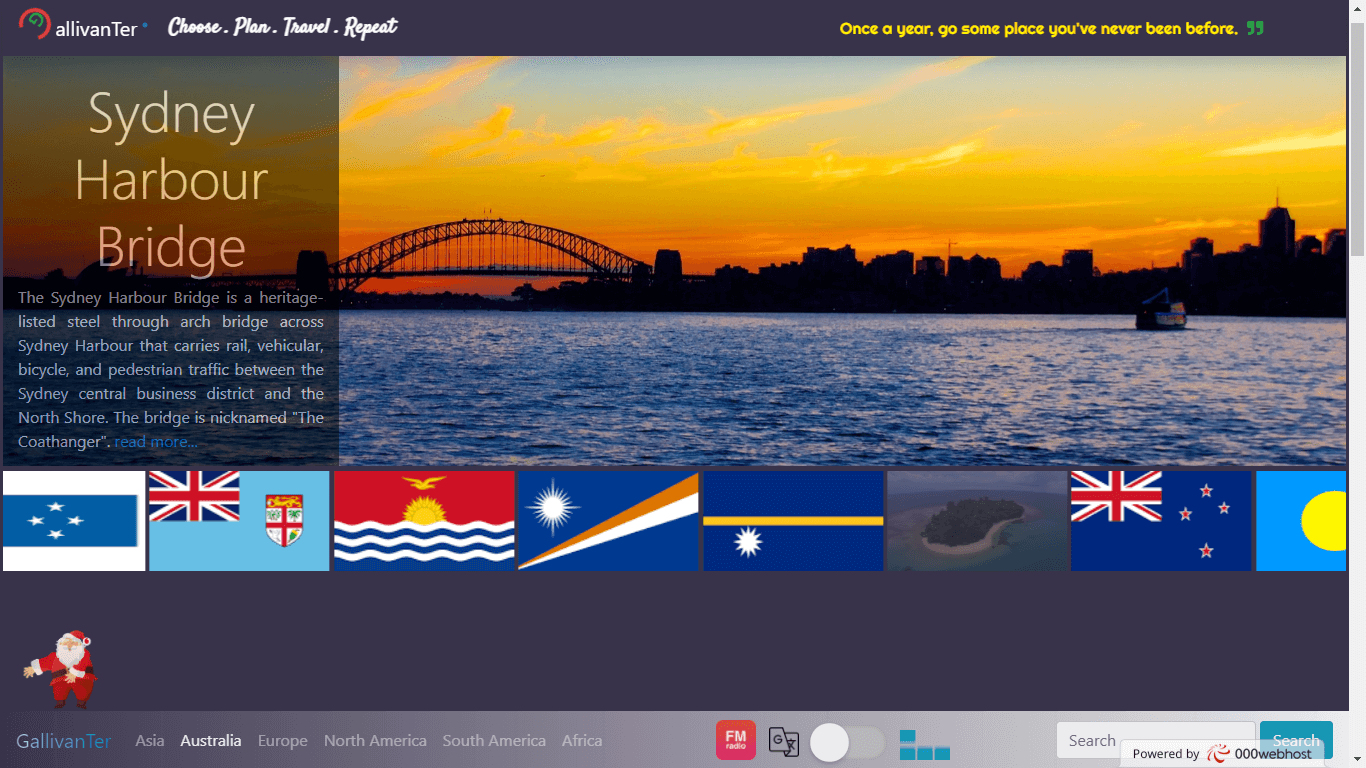 allivanTer
Choose . Plan . Travel . Repeat
Once a year, go some place you've never been before.
Sydney
Harbour
Bridge
The Sydney Harbour Bridge is a heritage-
listed steel through arch bridge across
Sydney Harbour that carries rail, vehicular,
bicycle, and pedestrian traffic between the
Sydney central business district and the
North Shore. The bridge is nicknamed "The
Coathanger". read more...
GallivanTer Asia Australia Europe North America South America Africa
FM
radio
G
Search Search
Powered by 000webhost